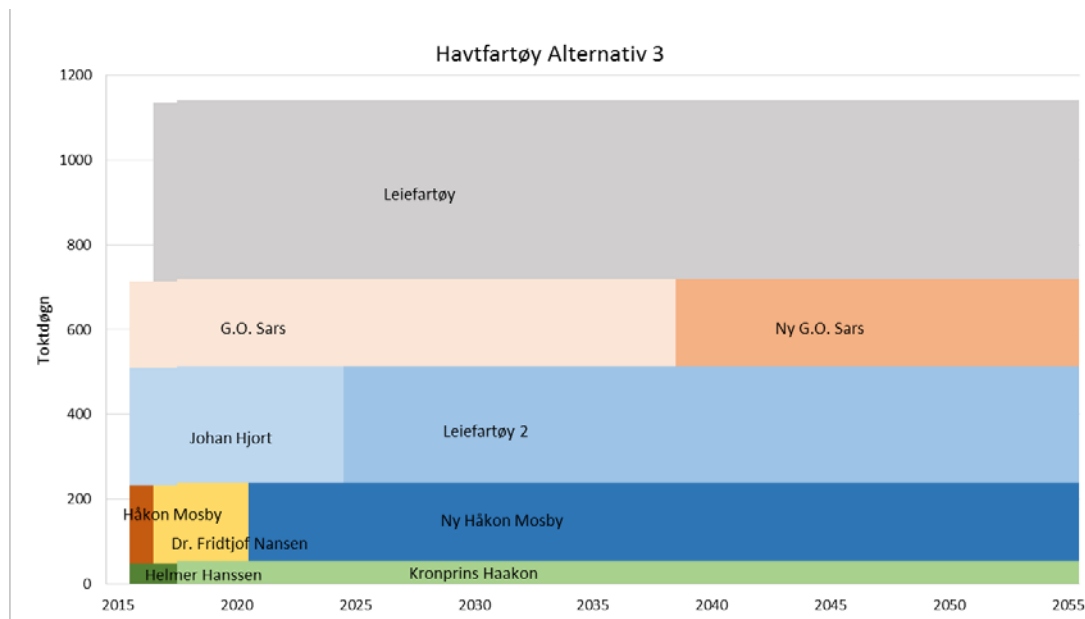 Havtfartøy Alternativ 3
1200
1000
800
600
400
200
0
Toktdøgn
Leiefartøy
G.O. Sars
Ny G.O. Sars
Johan Hjort
Leiefartøy 2
Håkon Mosby
Dr. Fridtjof Nansen
Ny Håkon Mosby
Helmer Hanssen
Kronprins Haakon
2015
2020
2025
2030
2035
2040
2045
2050
2055